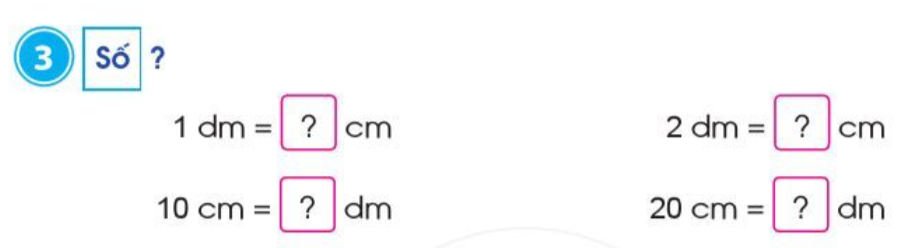 3 Số ?
1 dm = ? cm 2 dm = ? cm
10 cm = ? dm 20 cm = ? dm